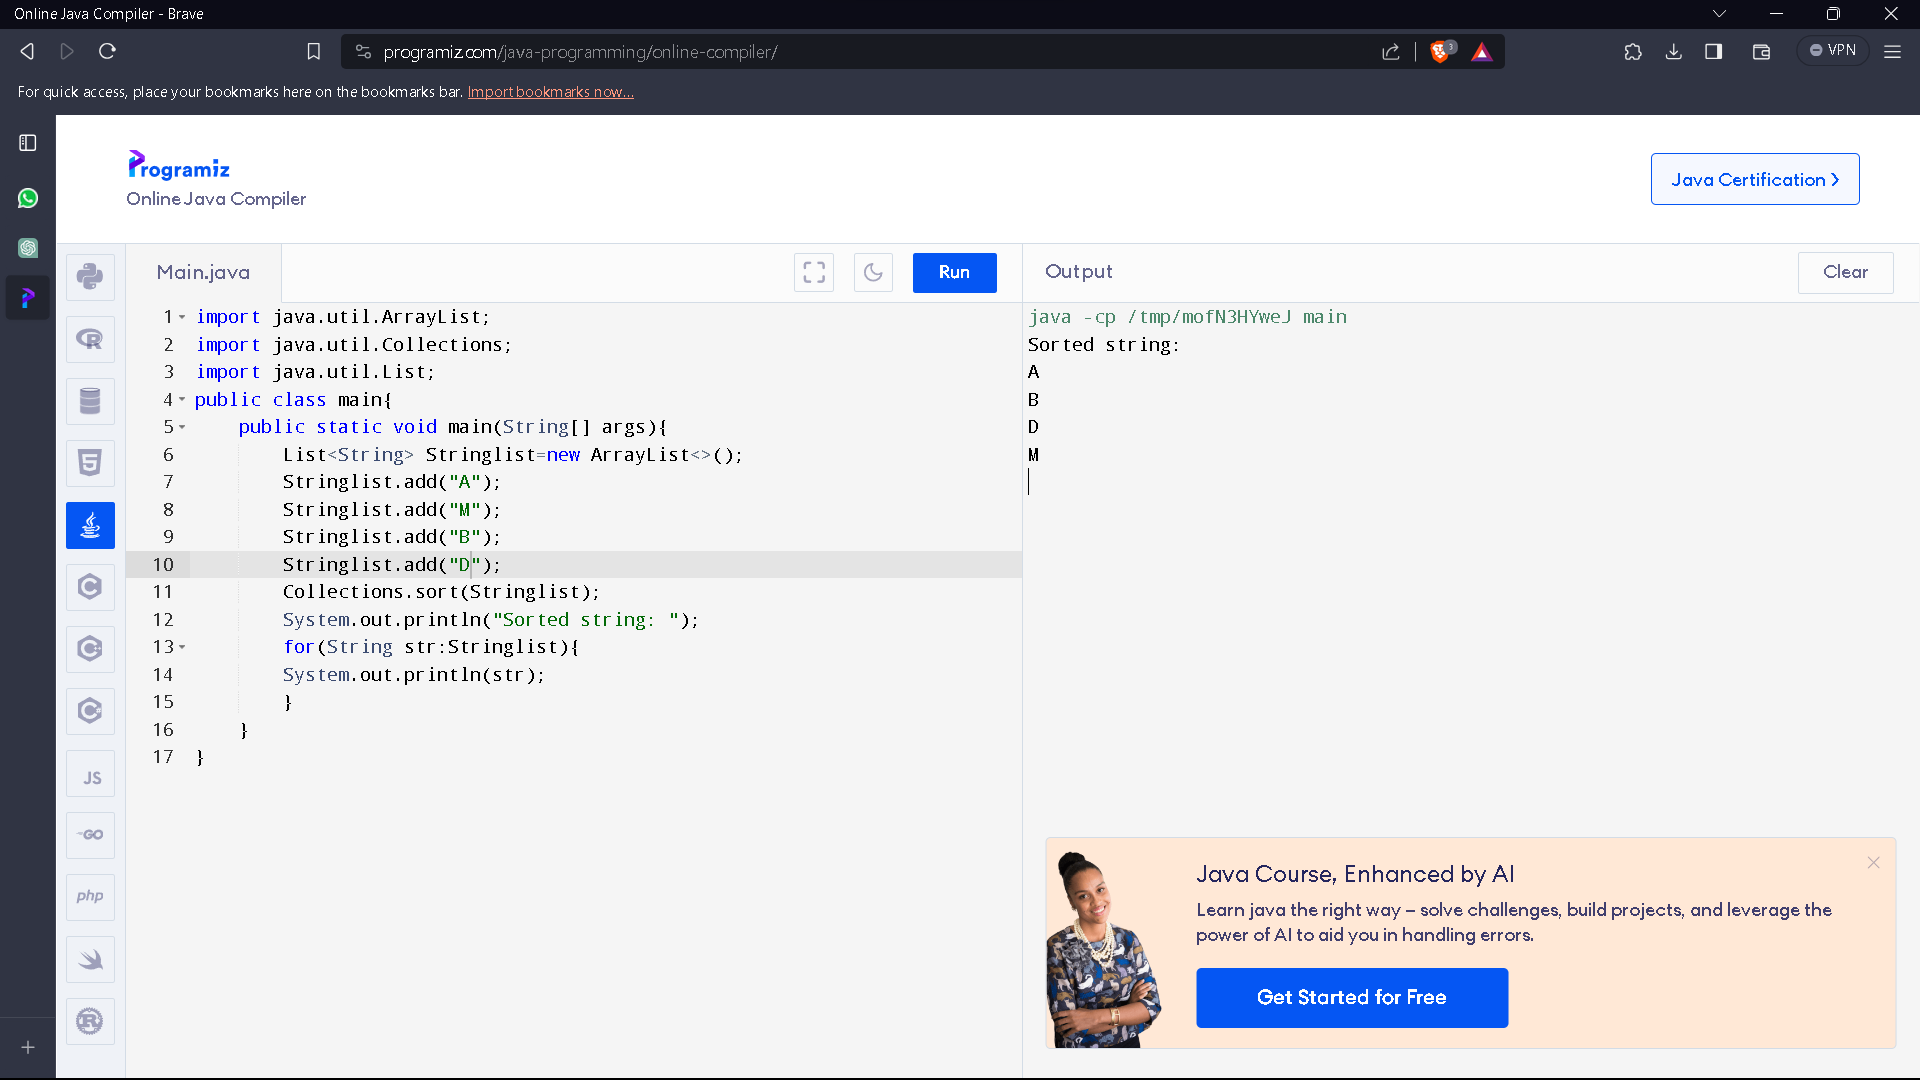 Online Java Compiler - Brave
programiz.com/java-programming/online-compiler/
3
VPN
For quick access, place your bookmarks here on the bookmarks bar. Import bookmarks now...
Programiz
Online Java Compiler
Java Certification
Main.java
Run
Output
Clear
1 import java.util.ArrayList;
2 import java.util.Collections;
3 import java.util.List;
4 public class main{
5 public static void main(String[] args){
6 List<String> Stringlist=new ArrayList<>();
7 Stringlist.add("A");
8 Stringlist.add("M");
9 Stringlist.add("B");
10 Stringlist.add("D");
11 Collections.sort(Stringlist);
12 System.out.println("Sorted string: ");
13 for(String str:Stringlist){
14 System.out.println(str);
15 }
16 }
17 }
java -cp /tmp/mofN3HYweJ main
Sorted string:
A
B
D
M
R
5
C
C
C
JS
GO
php
R
Java Course, Enhanced by AI
Learn java the right way – solve challenges, build projects, and leverage the
power of AI to aid you in handling errors.
Get Started for Free